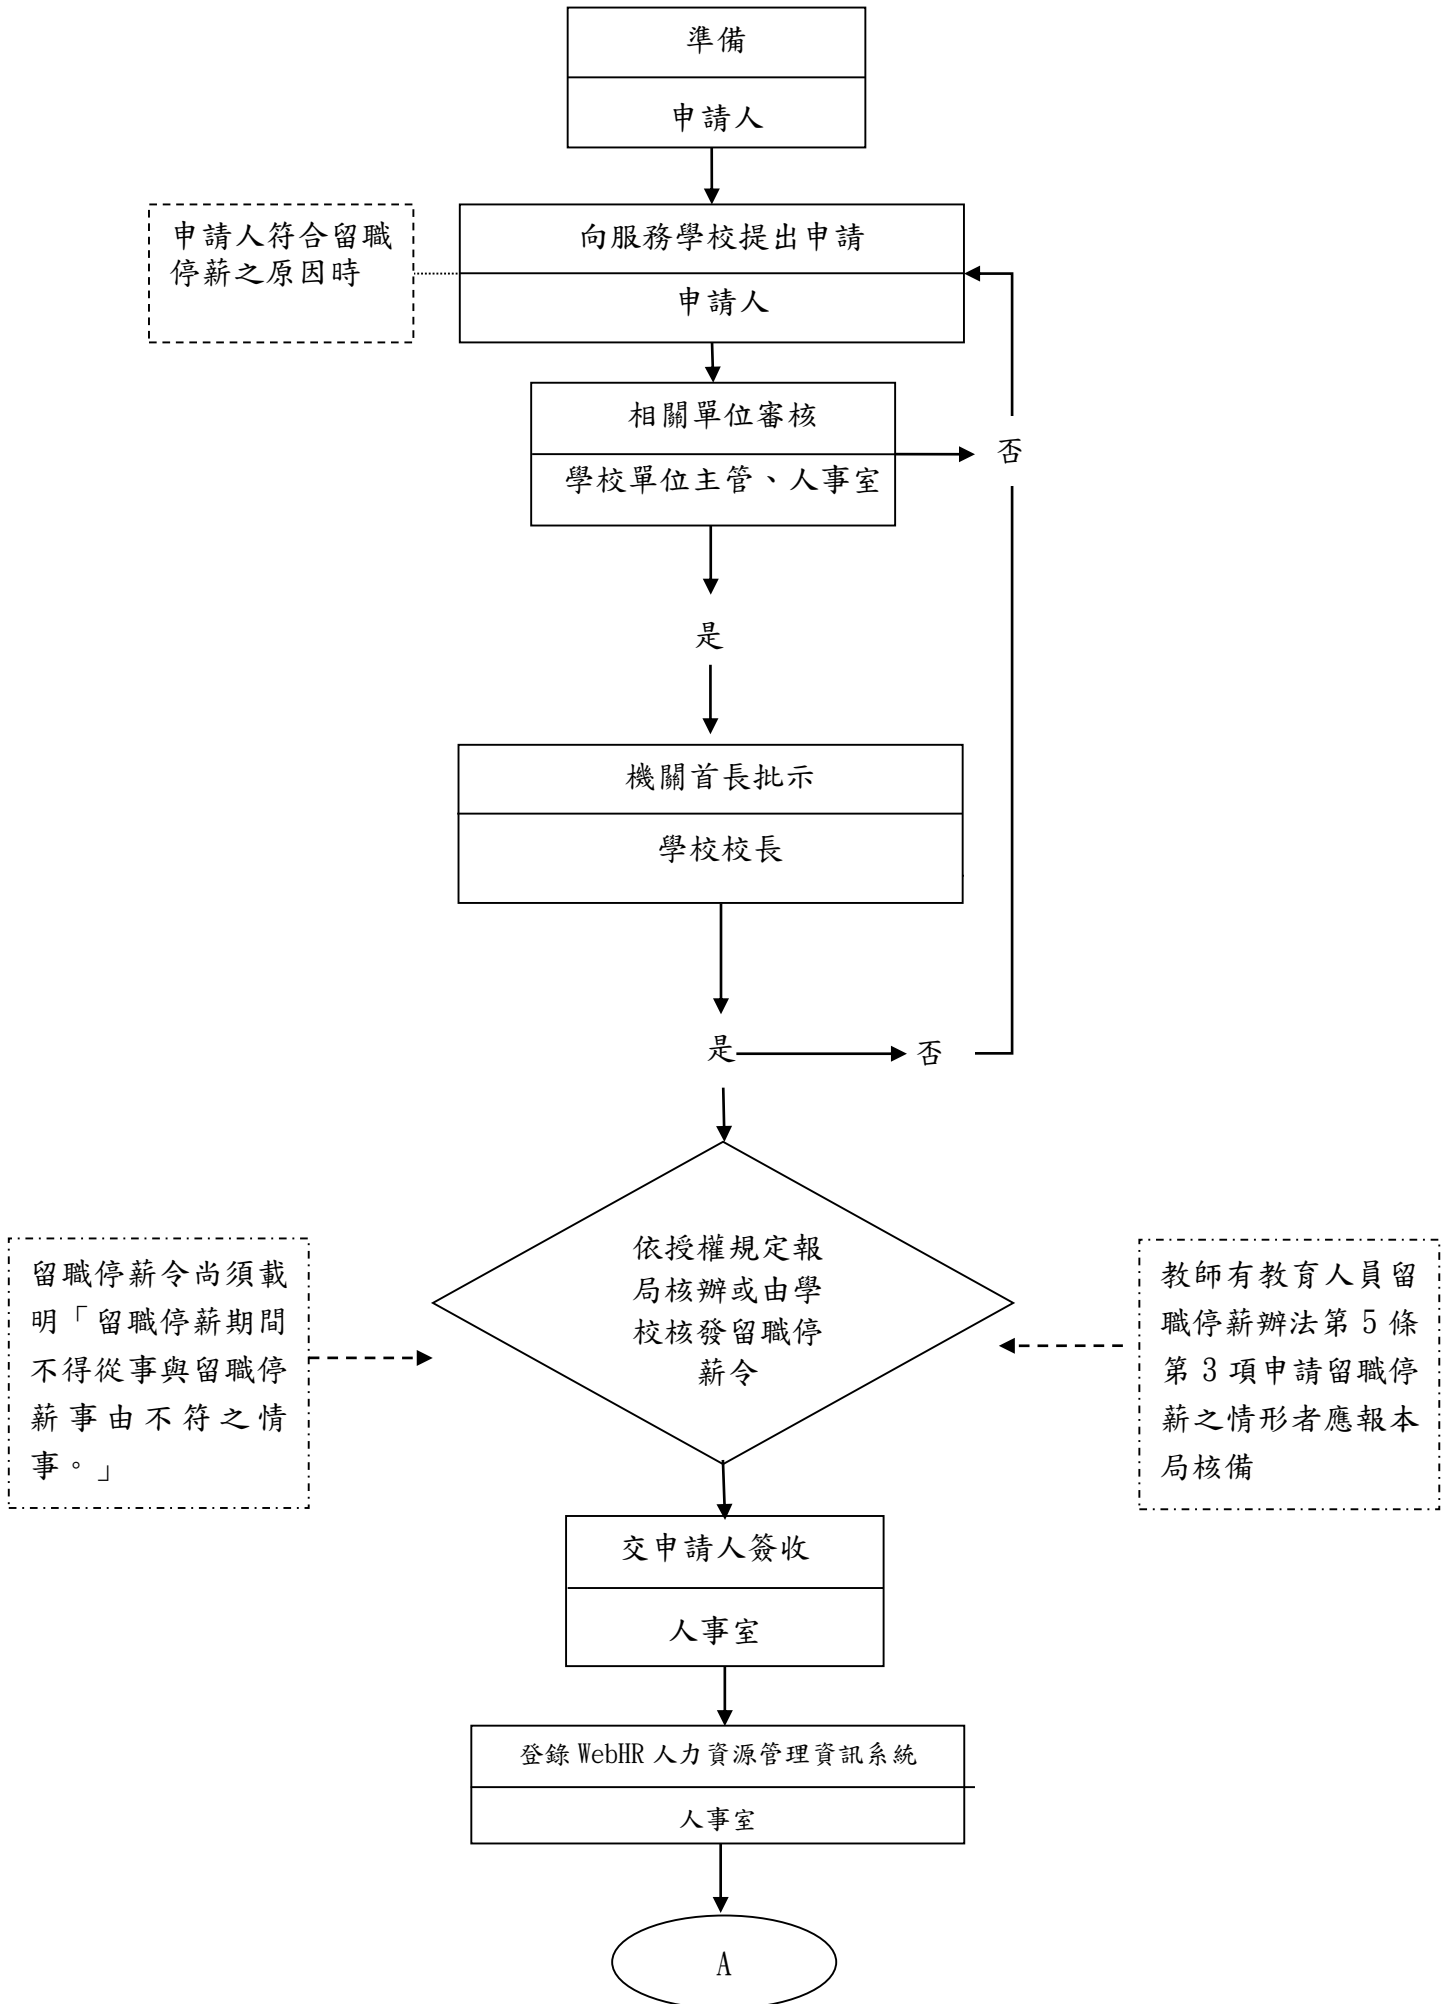 準備
申請人
申請人符合留職
停薪之原因時
向服務學校提出申請
申請人
相關單位審核
學校單位主管、人事室
否
是
機關首長批示
學校校長
是
否
依授權規定報
局核辦或由學
校核發留職停
薪令
留職停薪令尚須載
明「留職停薪期間
不得從事與留職停
薪事由不符之情
事。」
教師有教育人員留
職停薪辦法第 5 條
第 3 項申請留職停
薪之情形者應報本
局核備
交申請人簽收
人事室
登錄 WebHR 人力資源管理資訊系統
人事室
A